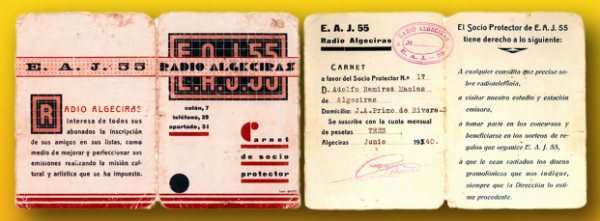 E. A. J. 55
RADIO ALGECIRAS
interesa de todos sus
abonados la inscripción
de sus amigos en sus listas, como
medio de mejorar y perfeccionar sus
emisiones realzando la misión cul-
tural y artística que se ha impuesto.
E.A.J.55
RADIO ALGECIRAS
E.A.J.55
colón, 7
teléfono, 29
apartado, 31
Carnet
de socio
protector
E. A. J. 55
Radio Algeciras
RADIO ALGECIRAS
E. A. J. - 55
CARNET
a favor del Socio Protector N.º 17
D. Adolfo Ramirez Macias
de Algeciras
Domicilio: J.A.Primo de Rivera
Se suscribe con la cuota mensual
de pesetas TRES
Algeciras Junio 1940.
El Socio Protector de E. A. J. 55
tiene derecho a lo siguiente:
A cualquier consulta que precise so-
bre radiotelefonía,
a visitar nuestro estudio y estación
emisora,
a tomar parte en los concursos y
beneficiarse en los sorteos de rega-
los que organice E. A. J. 55,
a que le sean radiados los discos
gramofónicos que nos indique,
siempre que la Dirección lo esti-
me procedente.